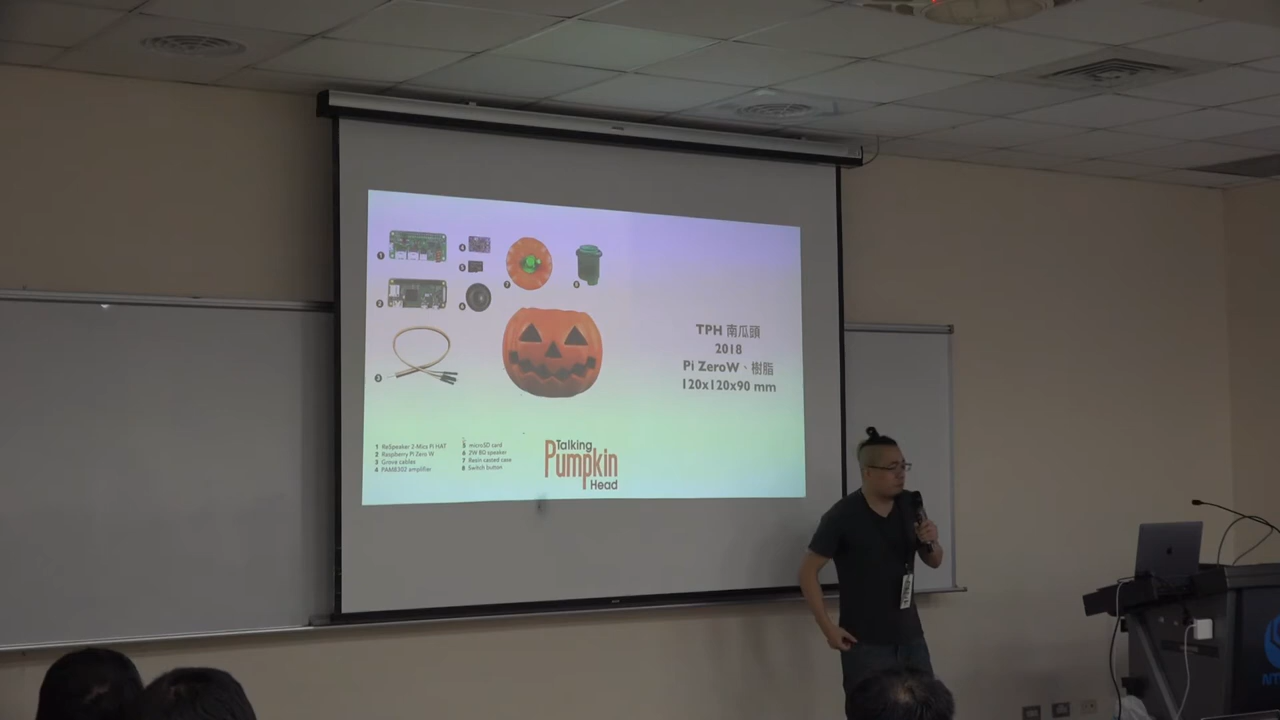 TPH 南瓜頭
2018
Pi ZeroW、樹脂
120x120x90 mm
1 ReSpeaker 2-Mics Pi HAT
2 Raspberry Pi Zero W
3 Grove cables
4 PAM8302 amplifier
5 microSD card
6 2W 8Ω speaker
7 Resin casted case
8 Switch button
Talking
Pumpkin
Head